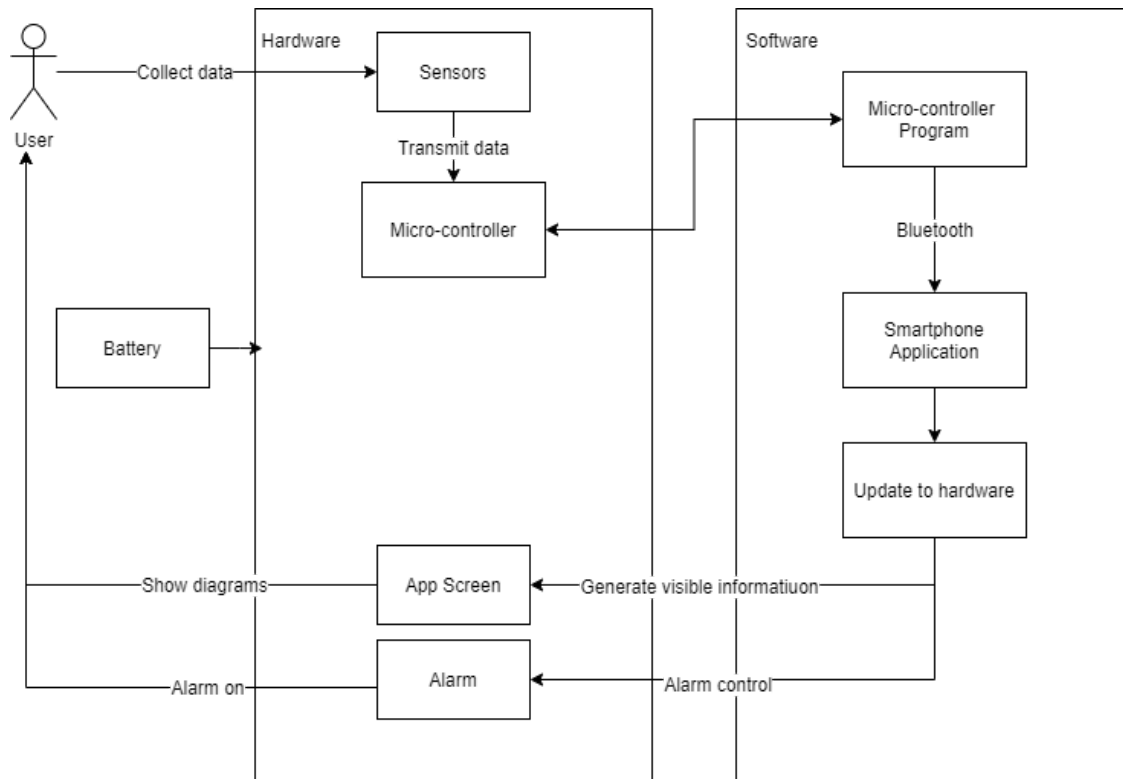 Hardware
Software
Collect data
Sensors
Micro-controller
Program
User
Transmit data
Micro-controller
Bluetooth
Battery
Smartphone
Application
Update to hardware
Show diagrams
App Screen
Generate visible informatiuon
Alarm on
Alarm
Alarm control